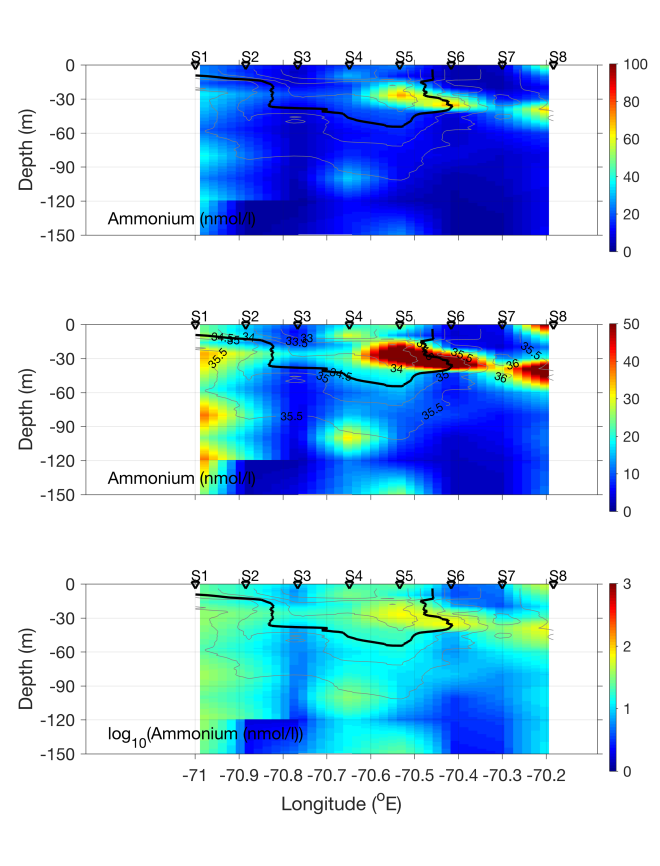 S1 S2 S3 S4 S5 S6 S7 S8
0
-30
-60
-90
-120
-150
Depth (m)
Ammonium (nmol/l)
100
80
60
40
20
0
S1 S2 S3 S4 S5 S6 S7 S8
0
-30
-60
-90
-120
-150
Depth (m)
34.5 34 33 33.5 35.5 34 34.5 35 35.5 35.5 35 35.5 36 36 35.5
Ammonium (nmol/l)
50
40
30
20
10
0
S1 S2 S3 S4 S5 S6 S7 S8
0
-30
-60
-90
-120
-150
Depth (m)
log10(Ammonium (nmol/l))
3
2
1
0
-71 -70.9 -70.8 -70.7 -70.6 -70.5 -70.4 -70.3 -70.2
Longitude (°E)